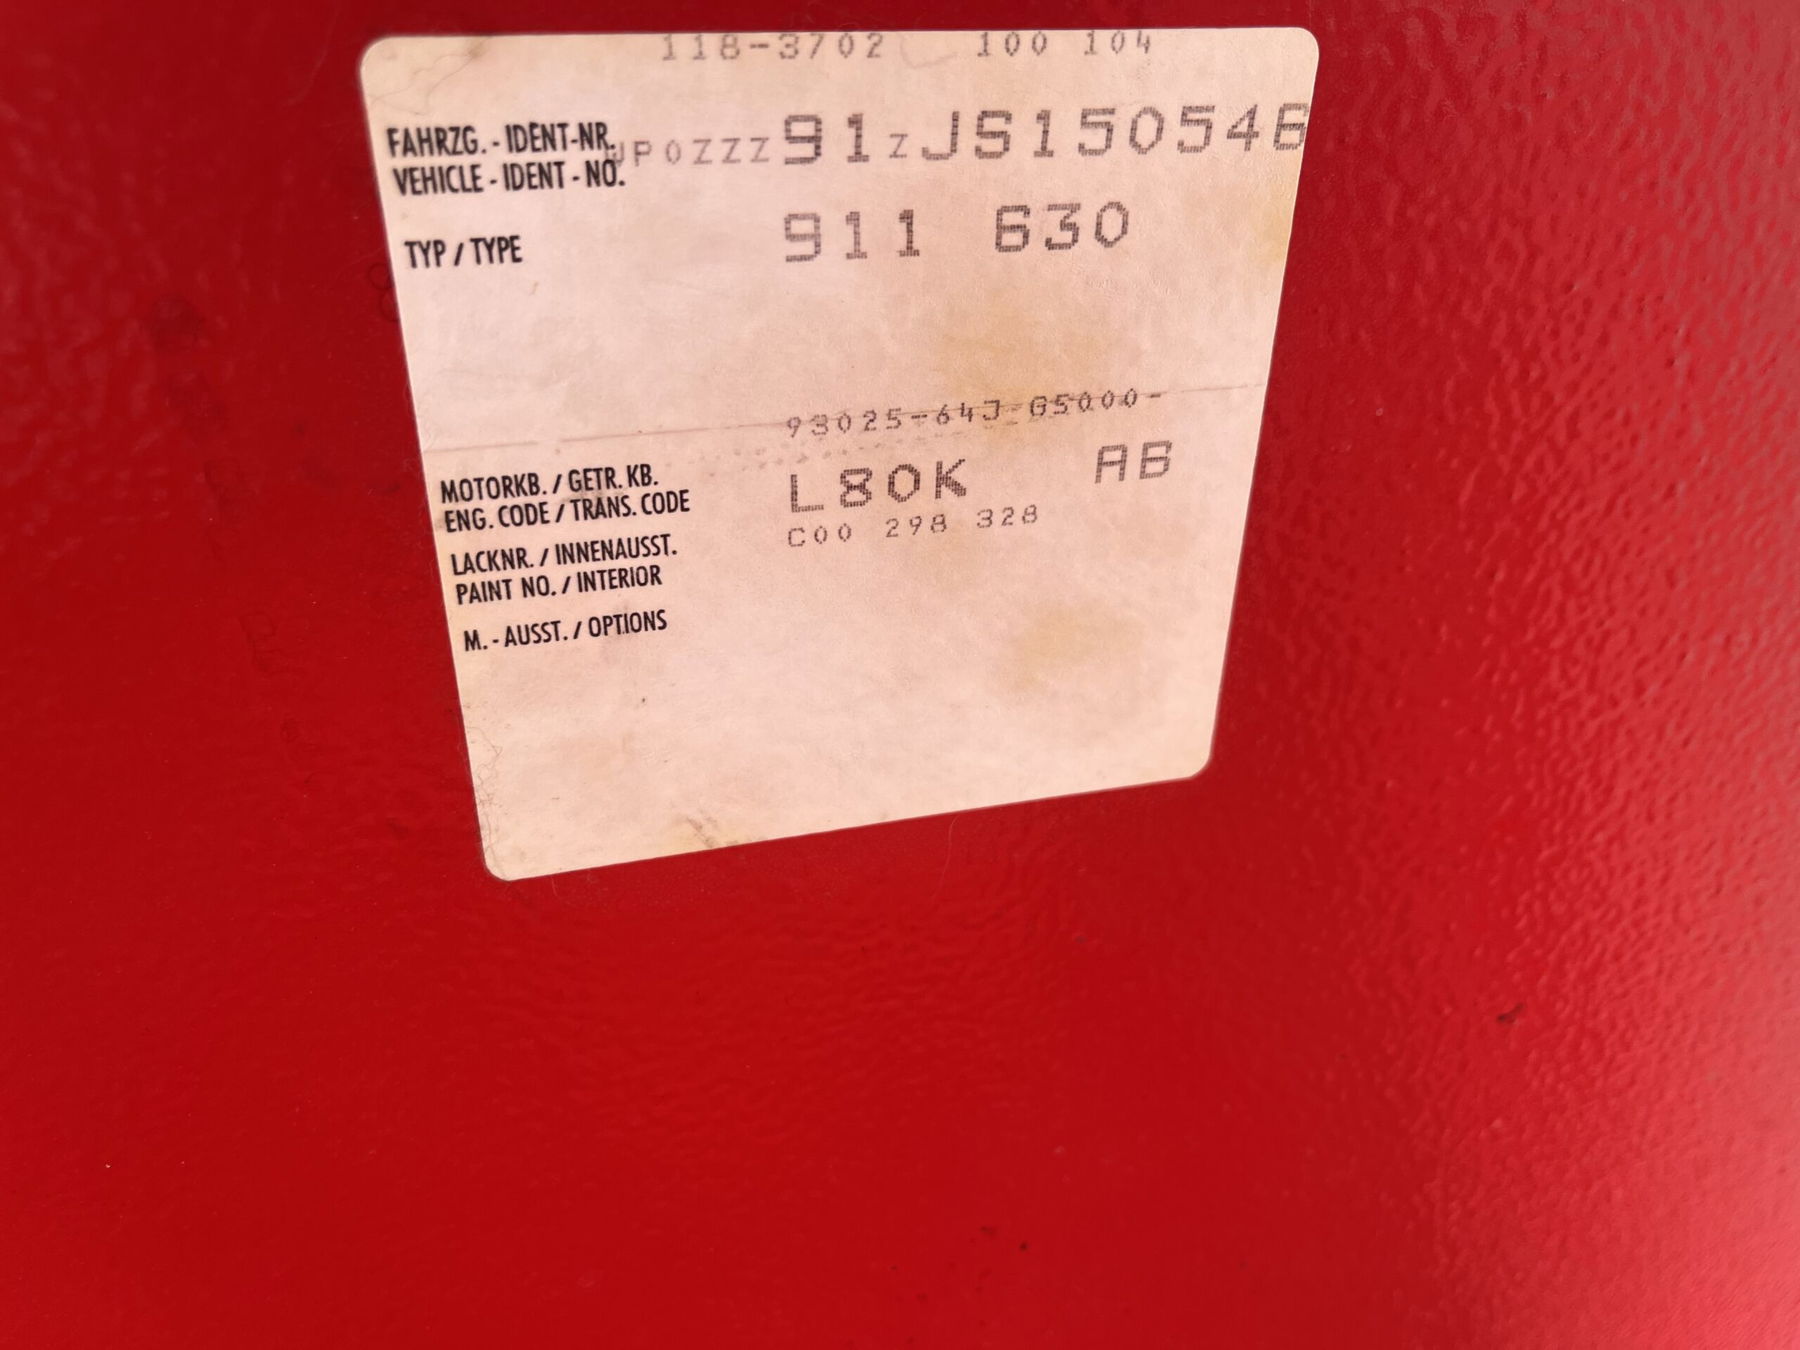 118-3702 100 104
FAHRZG. - IDENT-NR. WP0ZZZ91ZJS150546
VEHICLE - IDENT - NO.
TYP / TYPE 911 630
93025-64J-G5000-
MOTORKB. / GETR. KB. L80K AB
ENG. CODE / TRANS. CODE
C00 298 328
LACKNR. / INNENAUSST.
PAINT NO. / INTERIOR
M. - AUSST. / OPTIONS